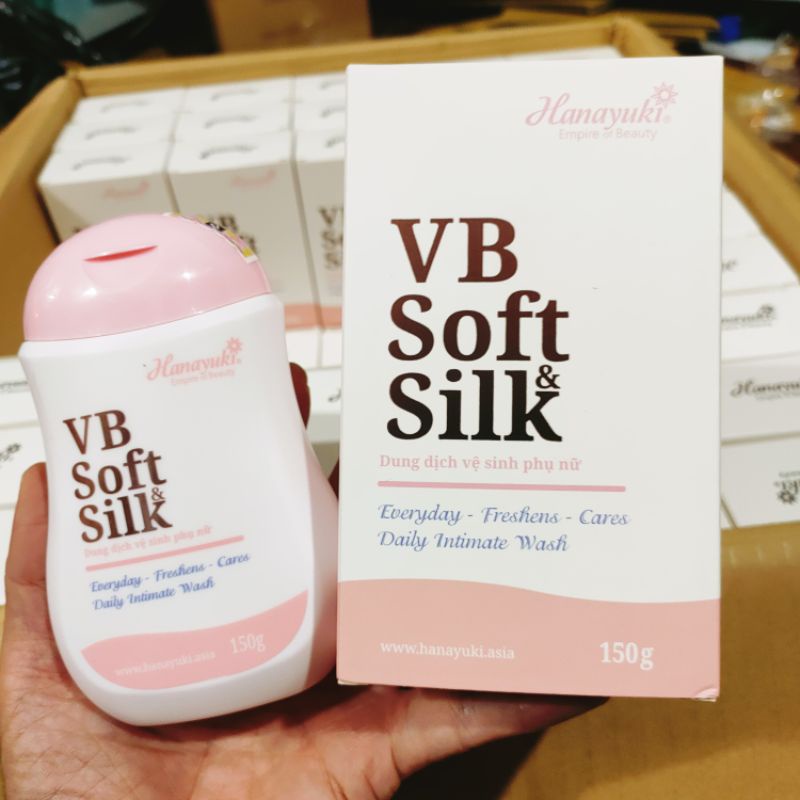 Hanayuki®
Empire of Beauty
VB
Soft
&
Silk
Dung dịch vệ sinh phụ nữ
Everyday - Freshens - Cares
Daily Intimate Wash
www.hanayuki.asia
150g
Hanayuki®
Empire of Beauty
VB
Soft
&
Silk
Dung dịch vệ sinh phụ nữ
Everyday - Freshens - Cares
Daily Intimate Wash
www.hanayuki.asia
150g
Hanayuki